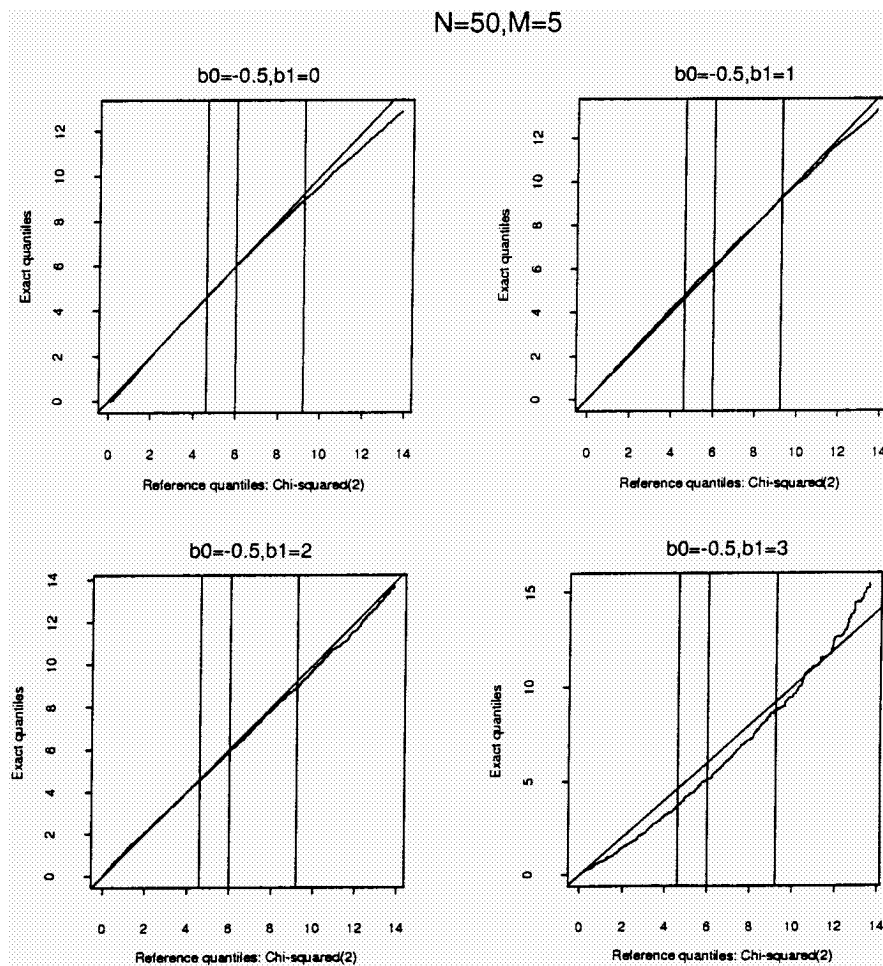 N=50,M=5
b0=-0.5,b1=0
Exact quantiles
0 2 4 6 8 10 12
0 2 4 6 8 10 12 14
Reference quantiles: Chi-squared(2)
b0=-0.5,b1=1
Exact quantiles
0 2 4 6 8 10 12
0 2 4 6 8 10 12 14
Reference quantiles: Chi-squared(2)
b0=-0.5,b1=2
Exact quantiles
0 2 4 6 8 10 12 14
0 2 4 6 8 10 12 14
Reference quantiles: Chi-squared(2)
b0=-0.5,b1=3
Exact quantiles
0 5 10 15
0 2 4 6 8 10 12 14
Reference quantiles: Chi-squared(2)